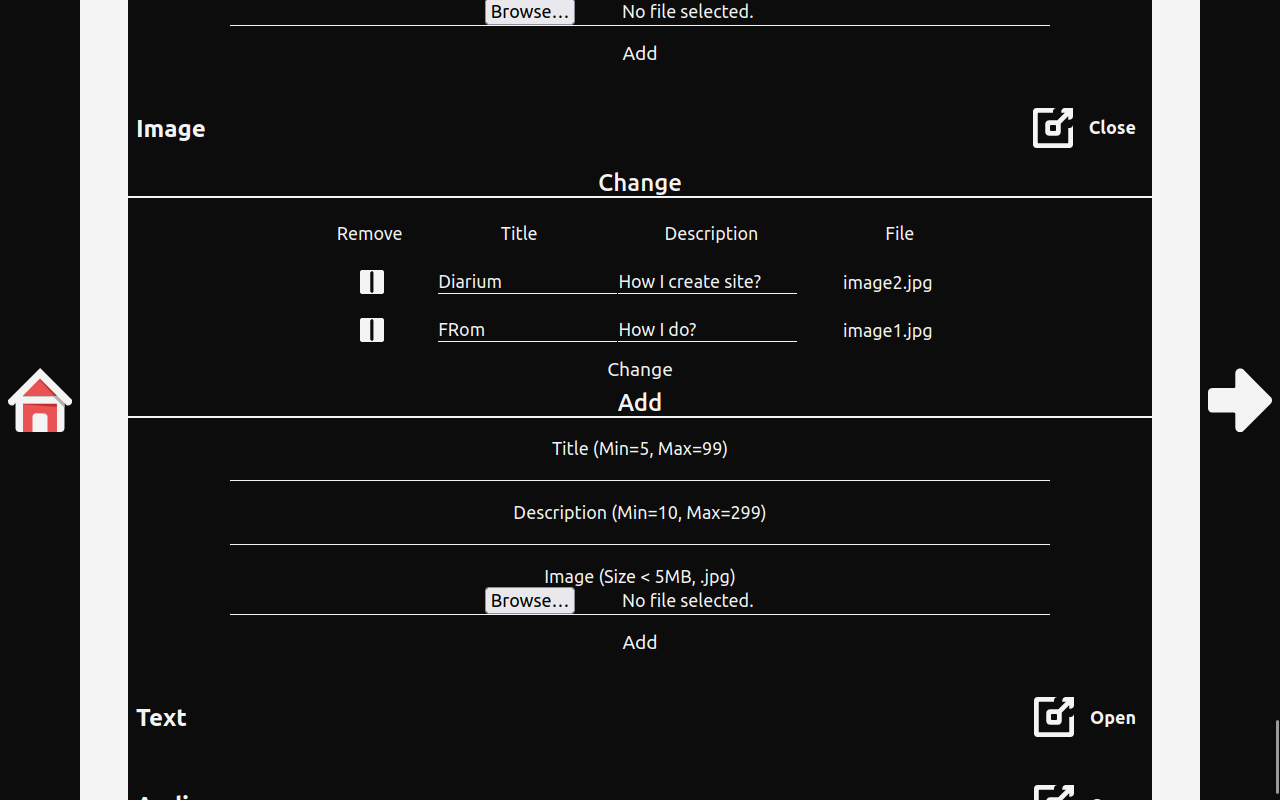 Browse... No file selected.
Add
Image Close
Change
Remove Title Description File
Diarium How I create site? image2.jpg
FRom How I do? image1.jpg
Change
Add
Title (Min=5, Max=99)
Description (Min=10, Max=299)
Image (Size < 5MB, .jpg)
Browse... No file selected.
Add
Text Open